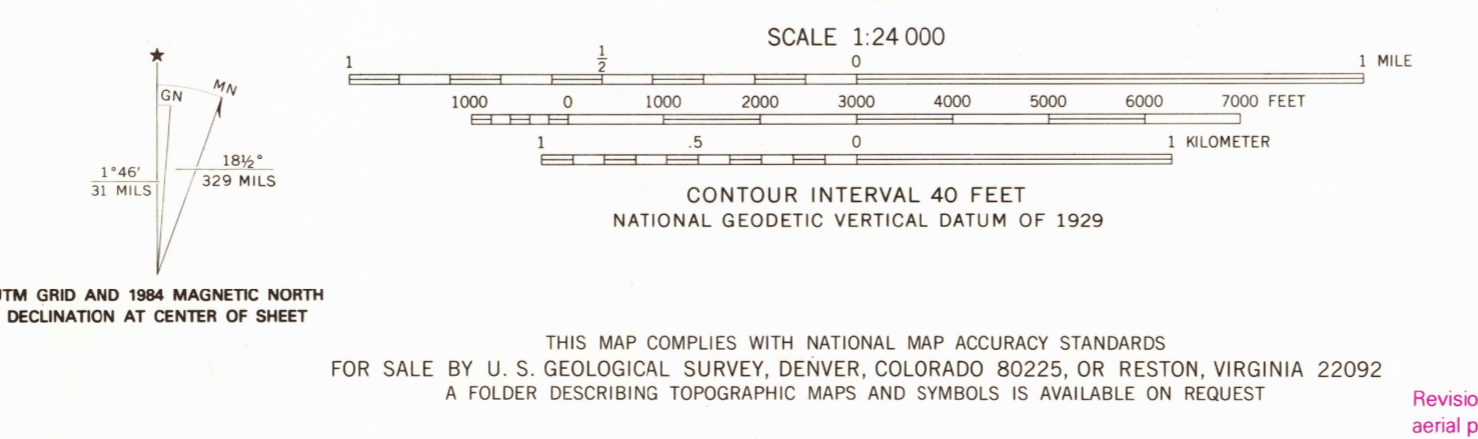 SCALE 1:24 000
1 1/2 0 1 MILE
1000 0 1000 2000 3000 4000 5000 6000 7000 FEET
1 .5 0 1 KILOMETER
CONTOUR INTERVAL 40 FEET
NATIONAL GEODETIC VERTICAL DATUM OF 1929
★
GN
MN
1°46′
31 MILS
18½°
329 MILS
UTM GRID AND 1984 MAGNETIC NORTH
DECLINATION AT CENTER OF SHEET
THIS MAP COMPLIES WITH NATIONAL MAP ACCURACY STANDARDS
FOR SALE BY U. S. GEOLOGICAL SURVEY, DENVER, COLORADO 80225, OR RESTON, VIRGINIA 22092
A FOLDER DESCRIBING TOPOGRAPHIC MAPS AND SYMBOLS IS AVAILABLE ON REQUEST
Revisio
aerial p